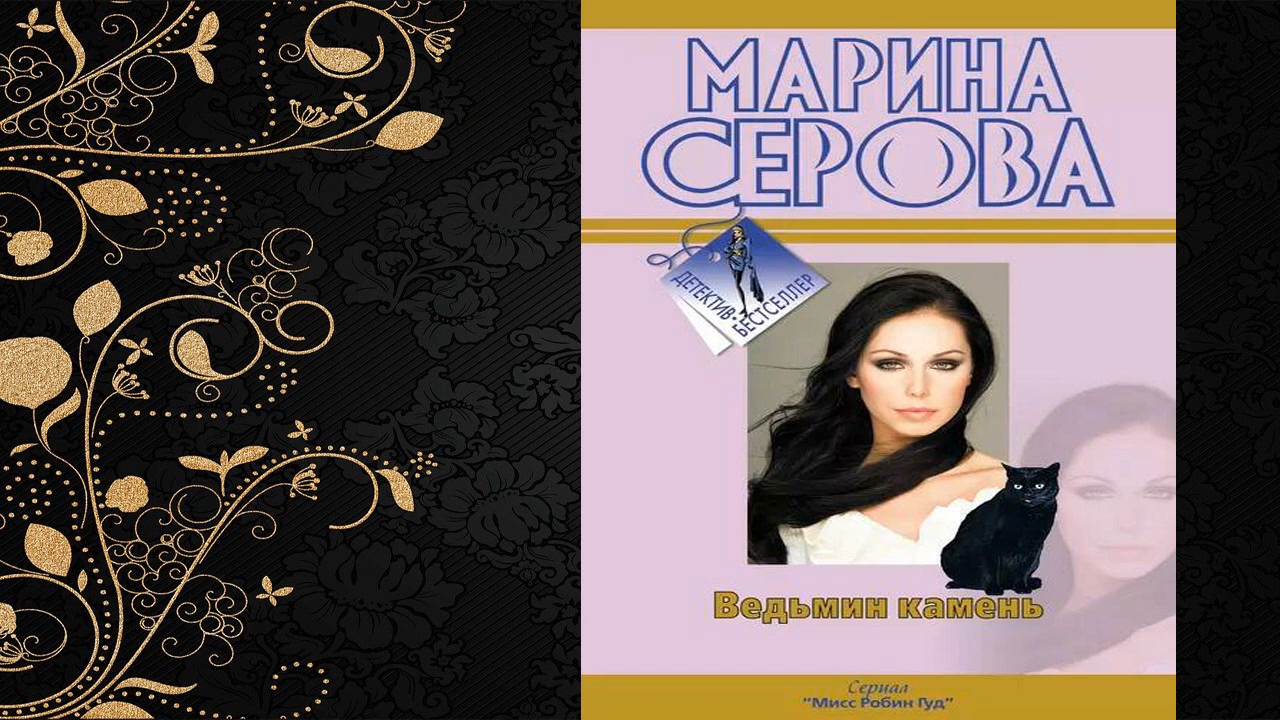 МАРИНА
СЕРОВА
ДЕТЕКТИВ-
БЕСТСЕЛЛЕР
Ведьмин камень
Сериал
"Мисс Робин Гуд"